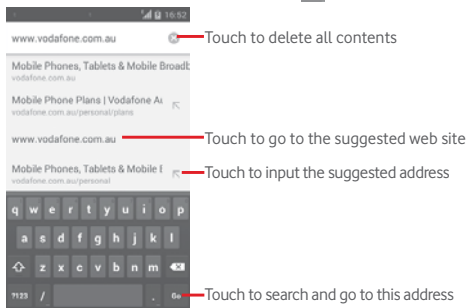 16:52
www.vodafone.com.au
Touch to delete all contents
Mobile Phones, Tablets & Mobile Broadb
vodafone.com.au
Mobile Phone Plans | Vodafone Au
vodafone.com.au/personal/plans
www.vodafone.com.au
Touch to go to the suggested web site
Mobile Phones, Tablets & Mobile E
vodafone.com.au/personal
Touch to input the suggested address
q w e r t y u i o p
a s d f g h j k l
z x c v b n m
?123 / . Go
Touch to search and go to this address